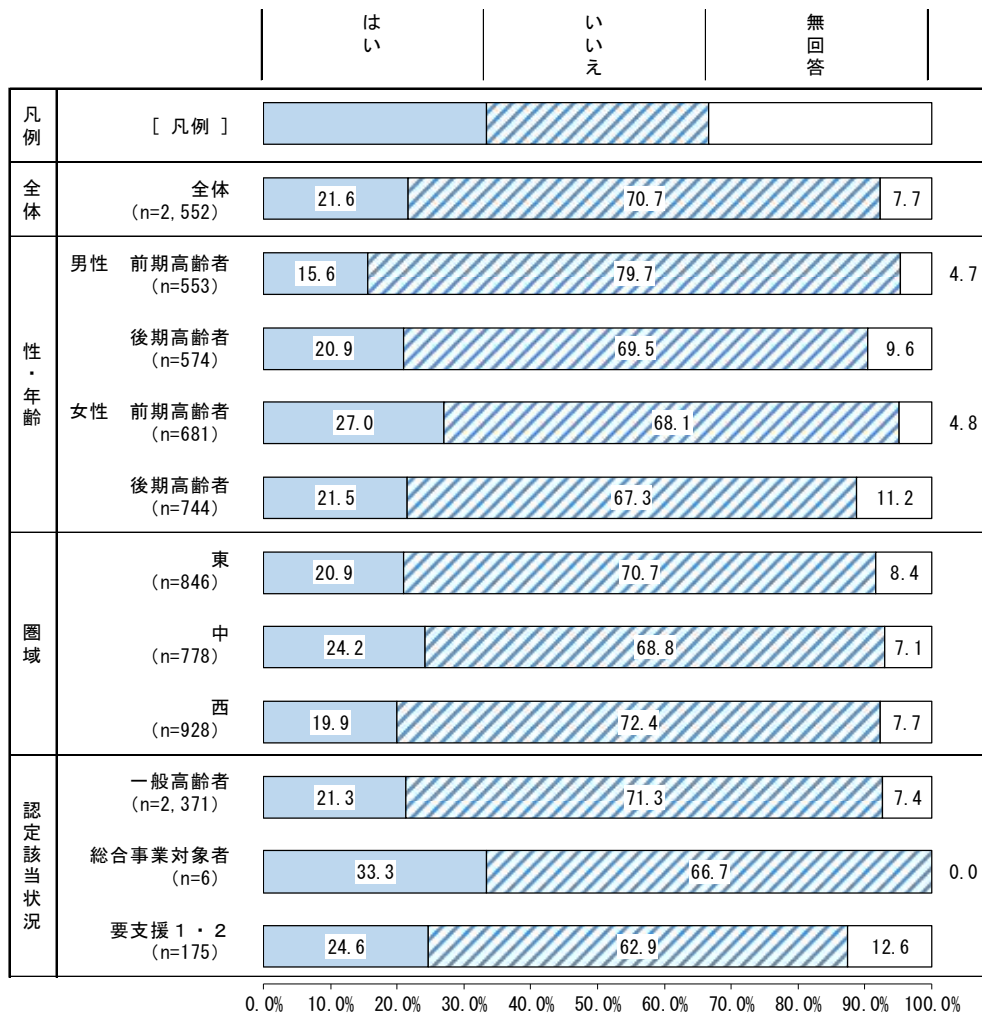 はい
いいえ
無回答
凡例
[ 凡例 ]
全体
全体
(n=2,552)
21.6
70.7
7.7
性・年齢
男性 前期高齢者
(n=553)
15.6
79.7
4.7
後期高齢者
(n=574)
20.9
69.5
9.6
女性 前期高齢者
(n=681)
27.0
68.1
4.8
後期高齢者
(n=744)
21.5
67.3
11.2
圏域
東
(n=846)
20.9
70.7
8.4
中
(n=778)
24.2
68.8
7.1
西
(n=928)
19.9
72.4
7.7
認定該当状況
一般高齢者
(n=2,371)
21.3
71.3
7.4
総合事業対象者
(n=6)
33.3
66.7
0.0
要支援1・2
(n=175)
24.6
62.9
12.6
0.0% 10.0% 20.0% 30.0% 40.0% 50.0% 60.0% 70.0% 80.0% 90.0% 100.0%